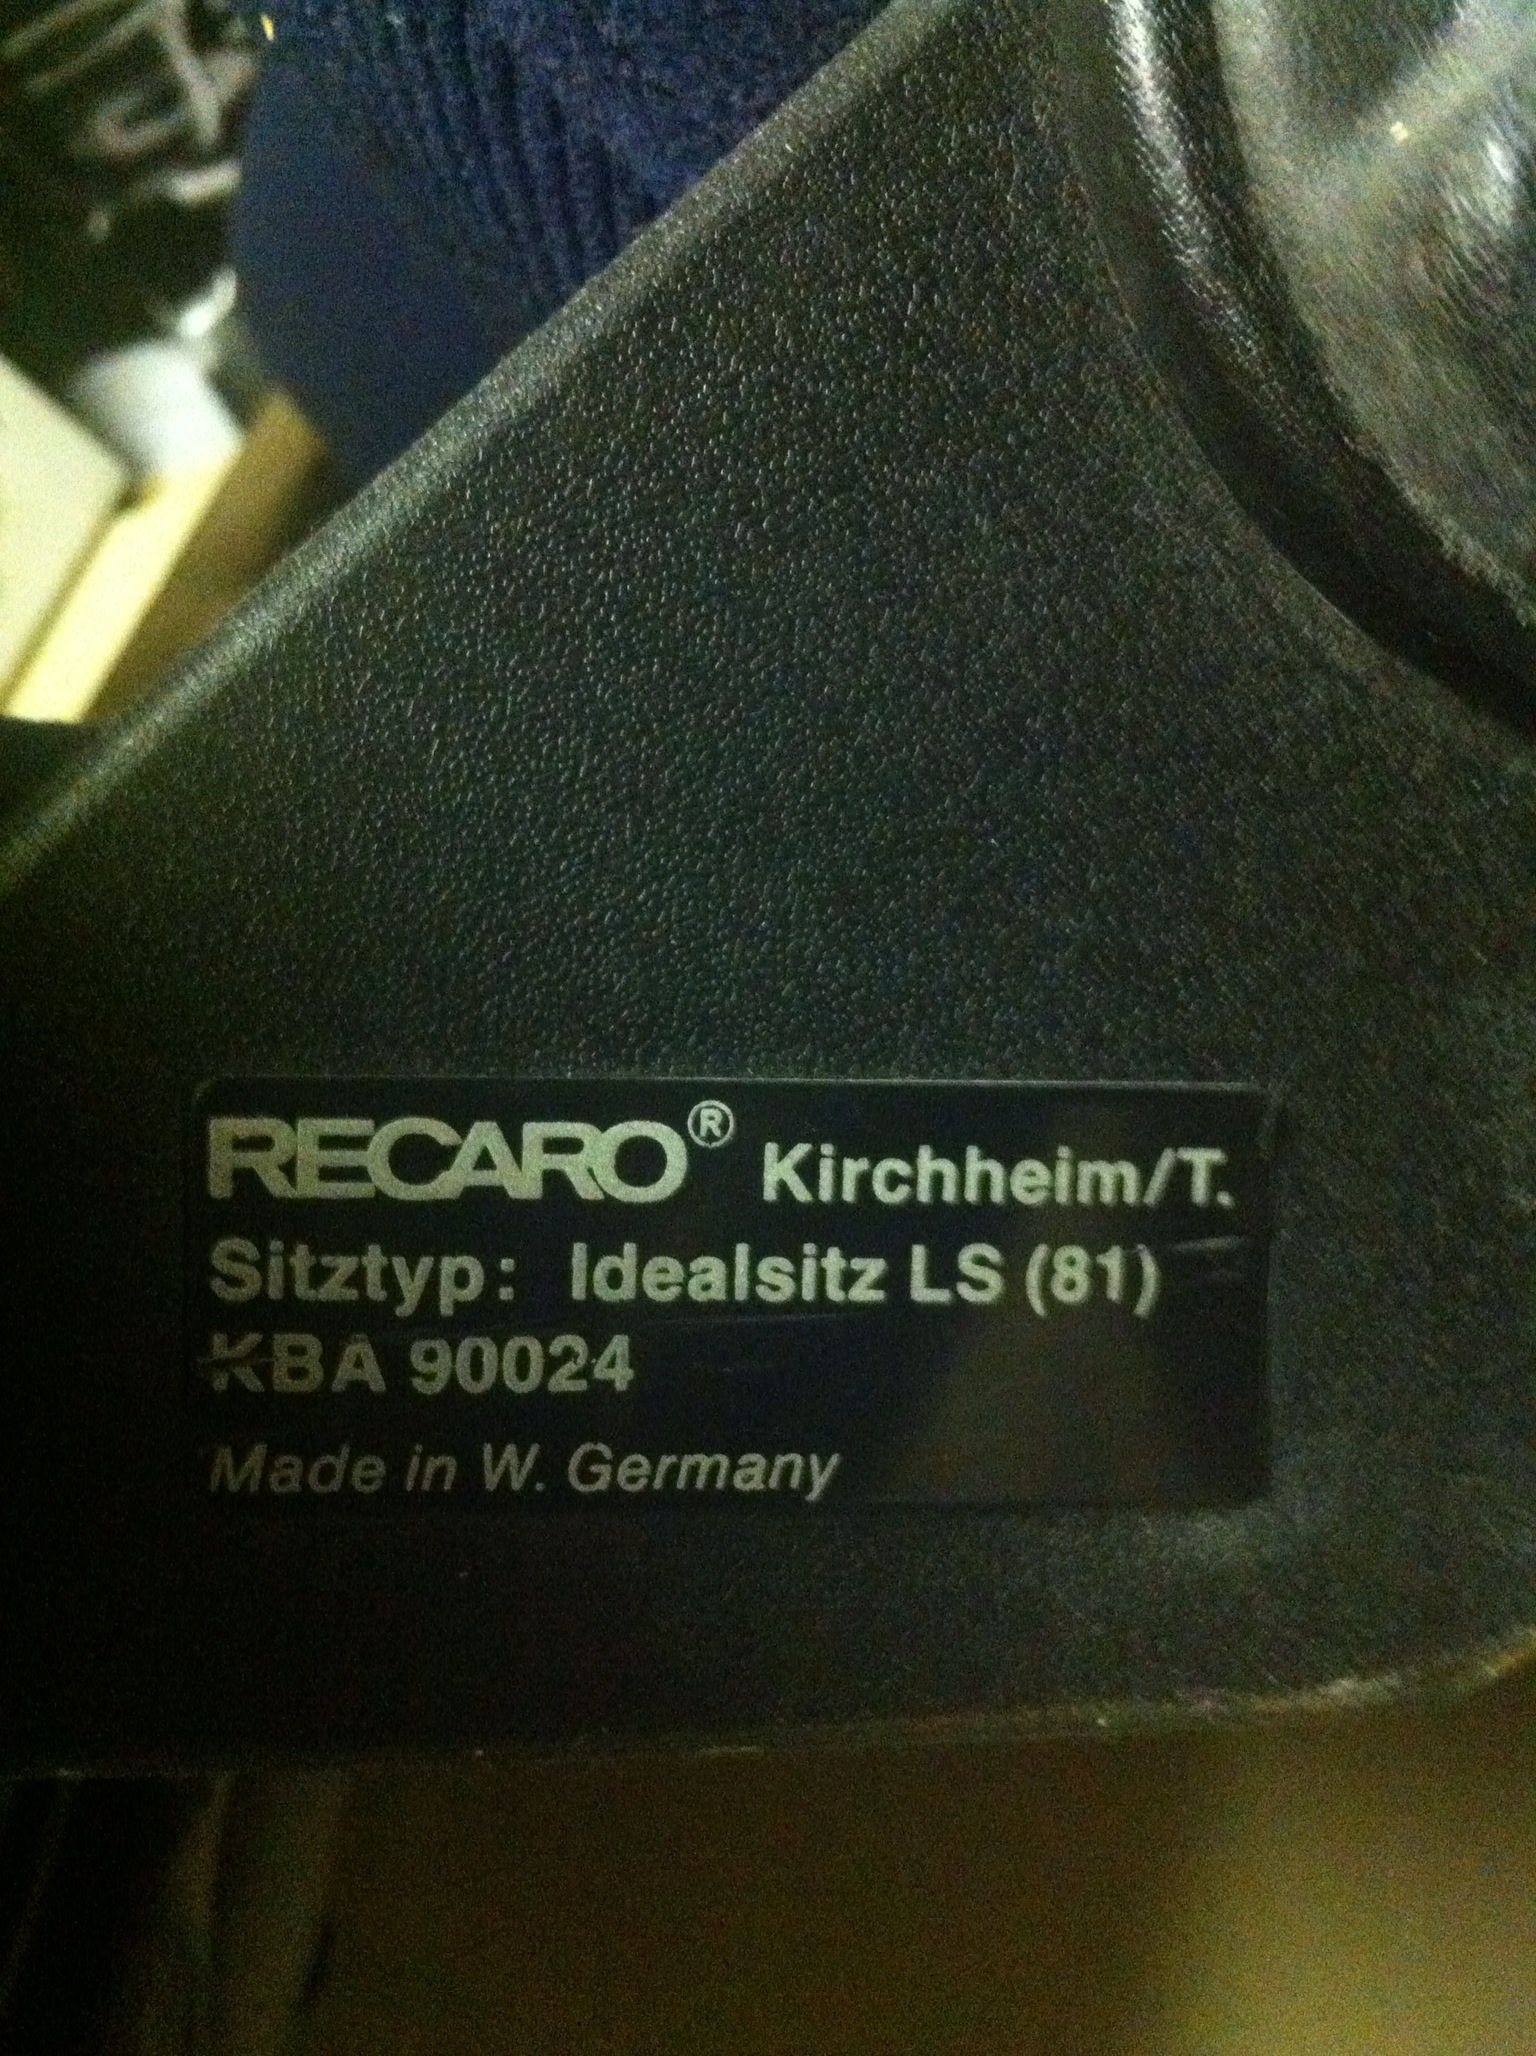 RECARO® Kirchheim/T.
Sitztyp: Idealsitz LS (81)
KBA 90024
Made in W. Germany